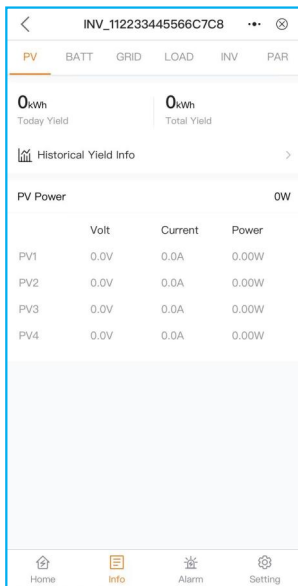 INV_112233445566C7C8
PV BATT GRID LOAD INV PAR
0kWh 0kWh
Today Yield Total Yield
Historical Yield Info
PV Power 0W
Volt Current Power
PV1 0.0V 0.0A 0.00W
PV2 0.0V 0.0A 0.00W
PV3 0.0V 0.0A 0.00W
PV4 0.0V 0.0A 0.00W
Home Info Alarm Setting